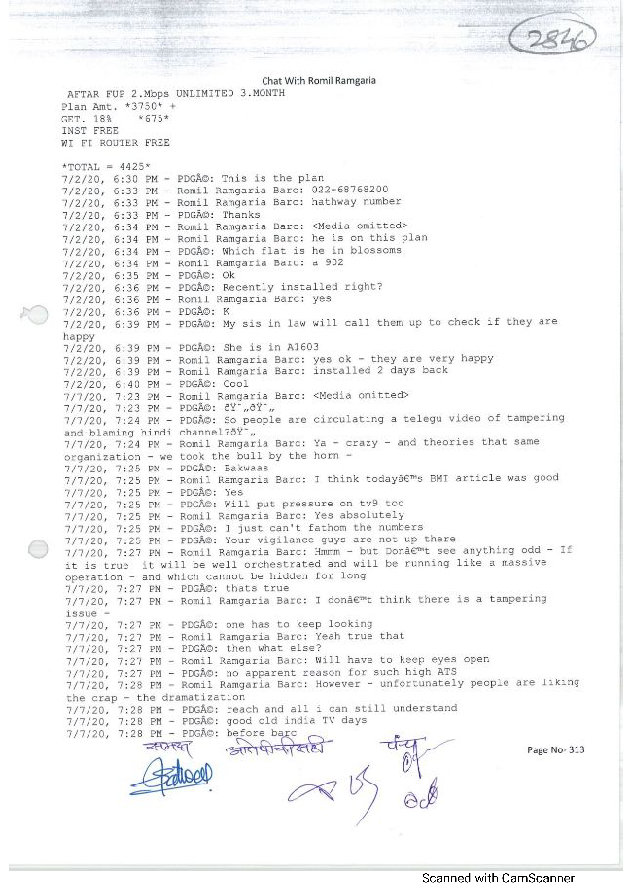 2846
Chat With Romil Ramgaria
AFTAR FUP 2.Mbps UNLIMITED 3.MONTH
Plan Amt. *3750* +
GET. 18% *675*
INST FREE
WI FI ROUTER FREE
*TOTAL = 4425*
7/2/20, 6:30 PM - PDGÂ©: This is the plan
7/2/20, 6:33 PM - Romil Ramgaria Barc: 022-68768200
7/2/20, 6:33 PM - Romil Ramgaria Barc: hathway number
7/2/20, 6:33 PM - PDGÂ©: Thanks
7/2/20, 6:34 PM - Romil Ramgaria Barc: <Media omitted>
7/2/20, 6:34 PM - Romil Ramgaria Barc: he is on this plan
7/2/20, 6:34 PM - PDGÂ©: Which flat is he in blossoms
7/2/20, 6:34 PM - Romil Ramgaria Barc: a 902
7/2/20, 6:35 PM - PDGÂ©: Ok
7/2/20, 6:36 PM - PDGÂ©: Recently installed right?
7/2/20, 6:36 PM - Romil Ramgaria Barc: yes
7/2/20, 6:36 PM - PDGÂ©: K
7/2/20, 6:39 PM - PDGÂ©: My sis in law will call them up to check if they are
happy
7/2/20, 6:39 PM - PDGÂ©: She is in A1603
7/2/20, 6:39 PM - Romil Ramgaria Barc: yes ok - they are very happy
7/2/20, 6:39 PM - Romil Ramgaria Barc: installed 2 days back
7/2/20, 6:40 PM - PDGÂ©: Cool
7/7/20, 7:23 PM - Romil Ramgaria Barc: <Media omitted>
7/7/20, 7:23 PM - PDGÂ©: ðŸ˜„ðŸ˜„
7/7/20, 7:24 PM - PDGÂ©: So people are circulating a telegu video of tampering
and blaming hindi channel?ðŸ˜„
7/7/20, 7:24 PM - Romil Ramgaria Barc: Ya - crazy - and theories that same
organization - we took the bull by the horn -
7/7/20, 7:25 PM - PDGÂ©: Bakwaas
7/7/20, 7:25 PM - Romil Ramgaria Barc: I think todayâ€™s BMI article was good
7/7/20, 7:25 PM - PDGÂ©: Yes
7/7/20, 7:25 PM - PDGÂ©: Will put pressure on tv9 too
7/7/20, 7:25 PM - Romil Ramgaria Barc: Yes absolutely
7/7/20, 7:25 PM - PDGÂ©: I just can't fathom the numbers
7/7/20, 7:25 PM - PDGÂ©: Your vigilance guys are not up there
7/7/20, 7:27 PM - Romil Ramgaria Barc: Hmmm - but Donâ€™t see anything odd - If
it is true it will be well orchestrated and will be running like a massive
operation - and which cannot be hidden for long
7/7/20, 7:27 PM - PDGÂ©: thats true
7/7/20, 7:27 PM - Romil Ramgaria Barc: I donâ€™t think there is a tampering
issue -
7/7/20, 7:27 PM - PDGÂ©: one has to keep looking
7/7/20, 7:27 PM - Romil Ramgaria Barc: Yeah true that
7/7/20, 7:27 PM - PDGÂ©: then what else?
7/7/20, 7:27 PM - Romil Ramgaria Barc: Will have to keep eyes open
7/7/20, 7:27 PM - PDGÂ©: no apparent reason for such high ATS
7/7/20, 7:28 PM - Romil Ramgaria Barc: However - unfortunately people are liking
the crap - the dramatization
7/7/20, 7:28 PM - PDGÂ©: reach and all i can still understand
7/7/20, 7:28 PM - PDGÂ©: good old india TV days
7/7/20, 7:28 PM - PDGÂ©: before barc
समक्ष
पंच
Page No- 313
Scanned with CamScanner